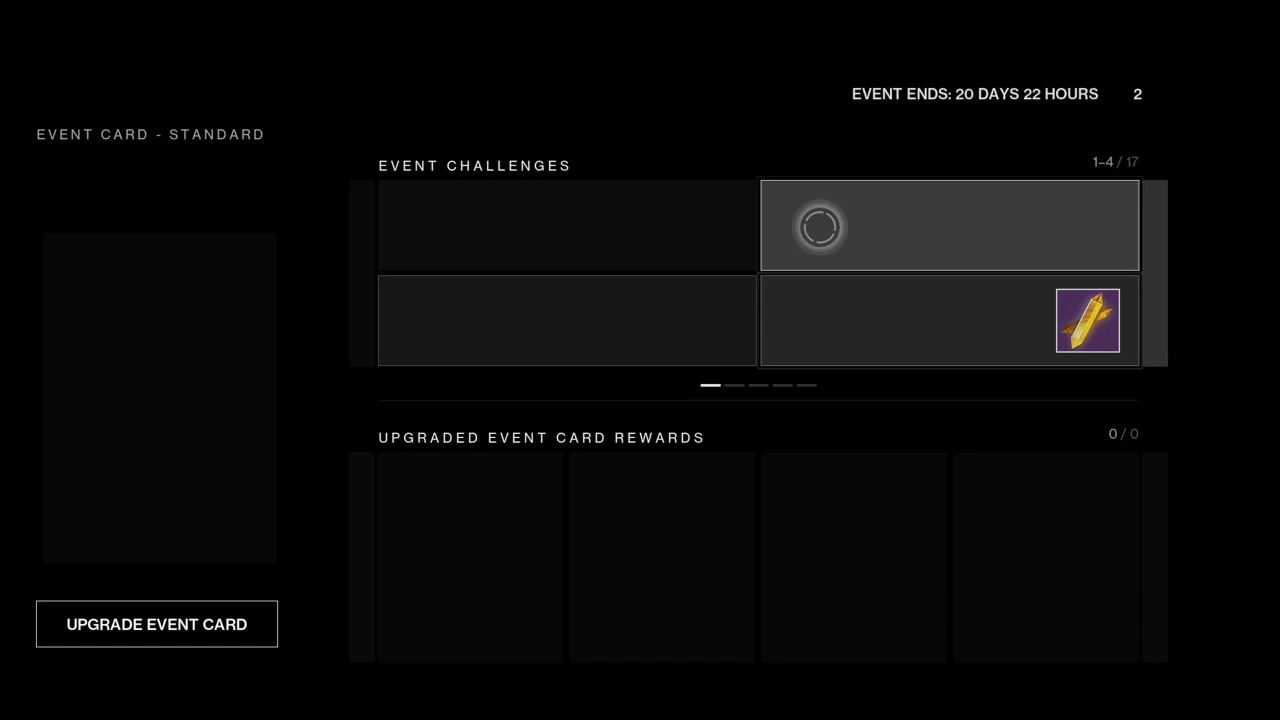 EVENT ENDS: 20 DAYS 22 HOURS 2
EVENT CARD - STANDARD
EVENT CHALLENGES 1–4 / 17
UPGRADED EVENT CARD REWARDS 0 / 0
UPGRADE EVENT CARD